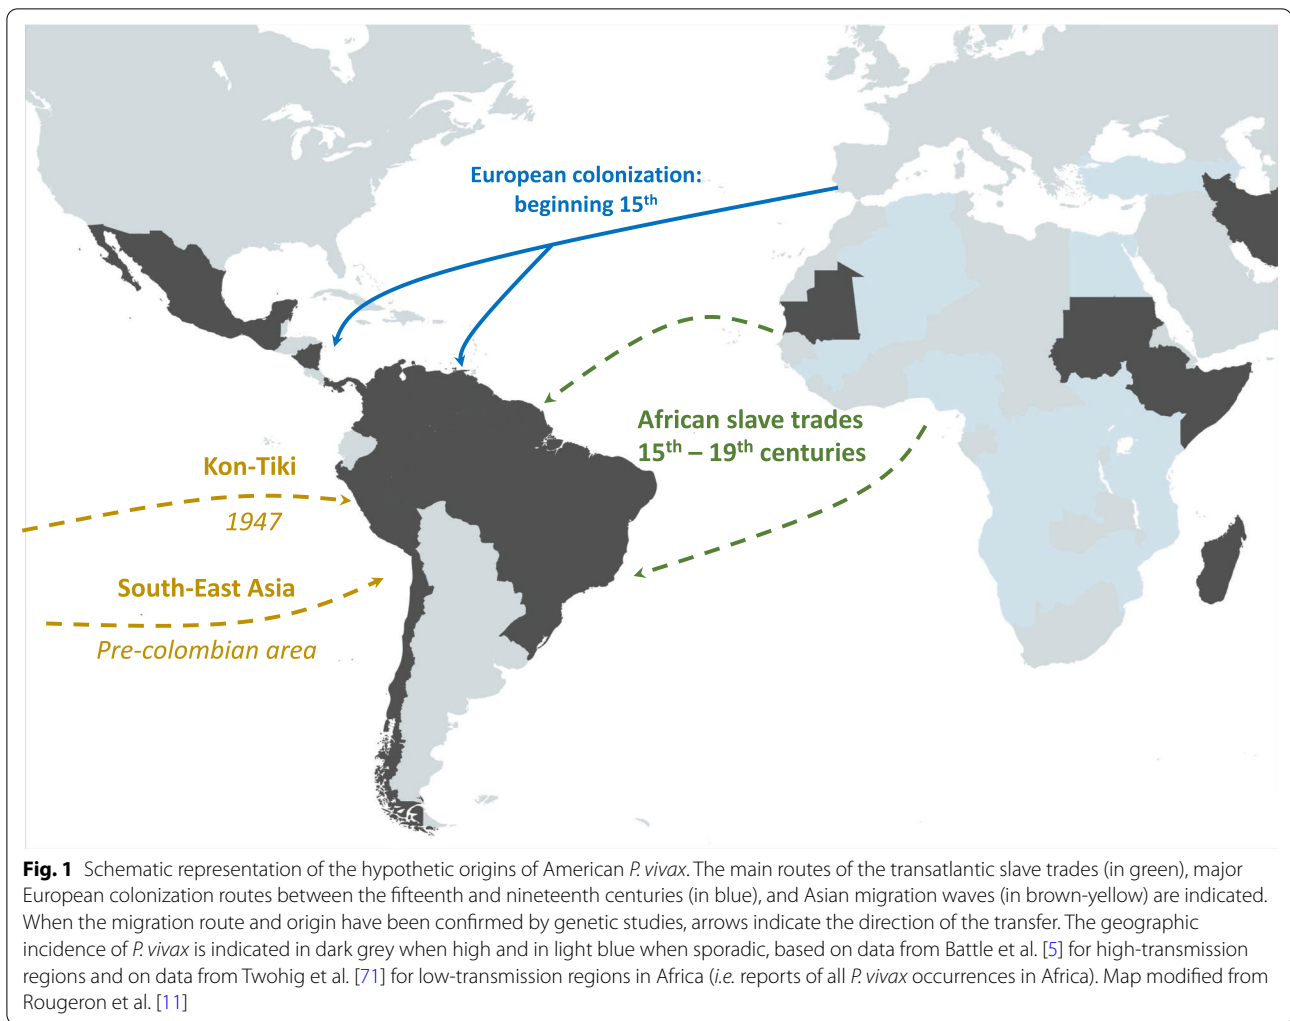 European colonization:
beginning 15th
African slave trades
15th – 19th centuries
Kon-Tiki
1947
South-East Asia
Pre-colombian area
Fig. 1 Schematic representation of the hypothetic origins of American P. vivax. The main routes of the transatlantic slave trades (in green), major
European colonization routes between the fifteenth and nineteenth centuries (in blue), and Asian migration waves (in brown-yellow) are indicated.
When the migration route and origin have been confirmed by genetic studies, arrows indicate the direction of the transfer. The geographic
incidence of P. vivax is indicated in dark grey when high and in light blue when sporadic, based on data from Battle et al. [5] for high-transmission
regions and on data from Twohig et al. [71] for low-transmission regions in Africa (i.e. reports of all P. vivax occurrences in Africa). Map modified from
Rougeron et al. [11]